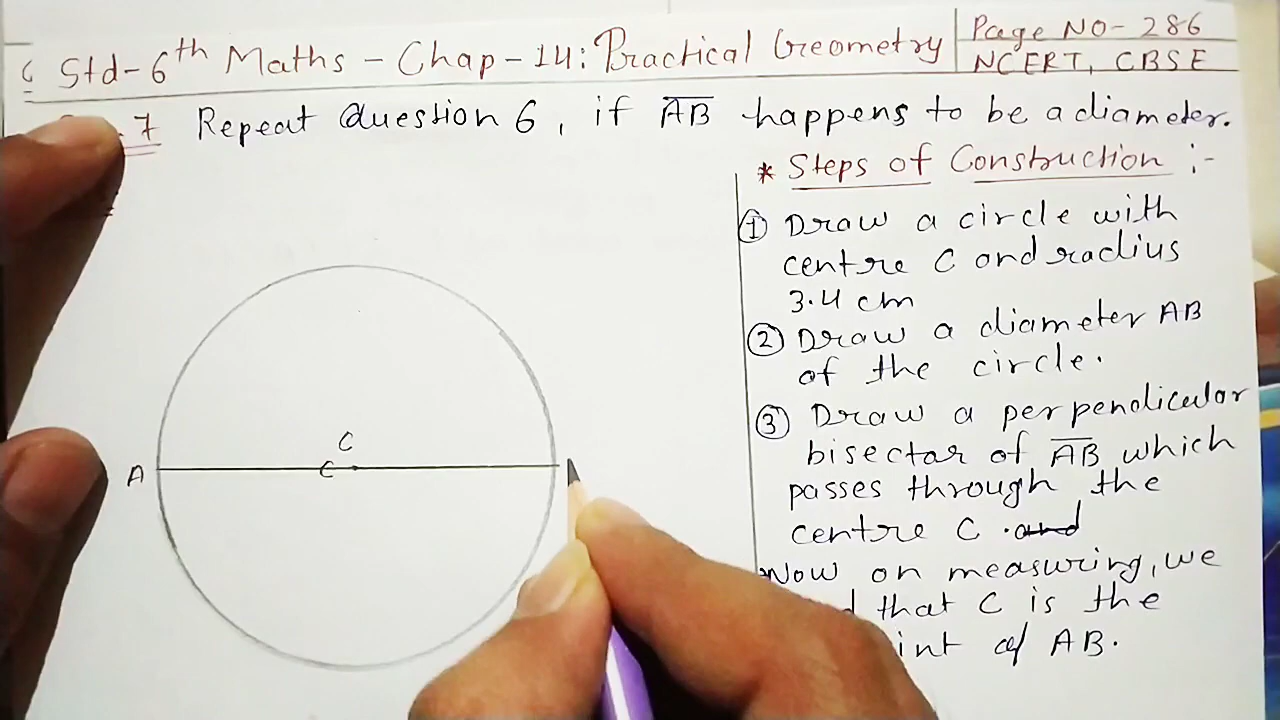 Std-6th Maths - Chap-14: Practical Geometry
Page NO-286
NCERT, CBSE
.7 Repeat Question 6, if AB happens to be a diameter.
* Steps of Construction :-
① Draw a circle with
centre C and radius
3.4 cm
② Draw a diameter AB
of the circle.
③ Draw a perpendicular
bisector of AB which
passes through the
centre C.
Now on measuring, we
that C is the
of AB.
C
A
C